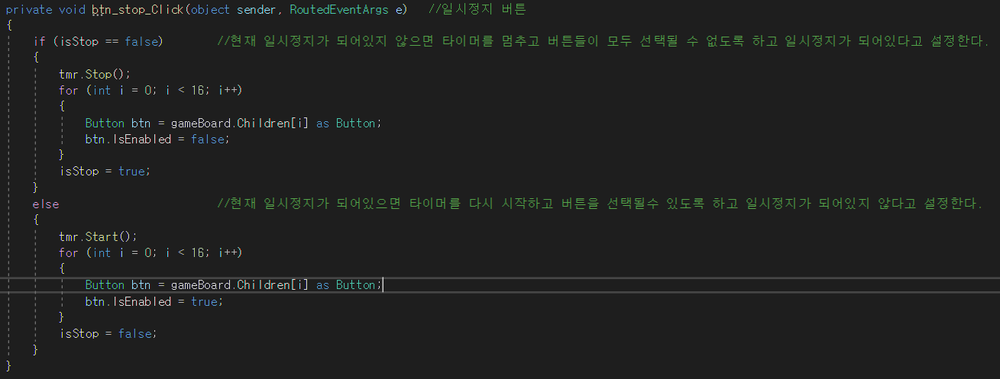 private void btn_stop_Click(object sender, RoutedEventArgs e)   //일시정지 버튼
{
    if (isStop == false)        //현재 일시정지가 되어있지 않으면 타이머를 멈추고 버튼들이 모두 선택될 수 없도록 하고 일시정지가 되어있다고 설정한다.
    {
        tmr.Stop();
        for (int i = 0; i < 16; i++)
        {
            Button btn = gameBoard.Children[i] as Button;
            btn.IsEnabled = false;
        }
        isStop = true;
    }
    else                        //현재 일시정지가 되어있으면 타이머를 다시 시작하고 버튼을 선택될수 있도록 하고 일시정지가 되어있지 않다고 설정한다.
    {
        tmr.Start();
        for (int i = 0; i < 16; i++)
        {
            Button btn = gameBoard.Children[i] as Button;
            btn.IsEnabled = true;
        }
        isStop = false;
    }
}